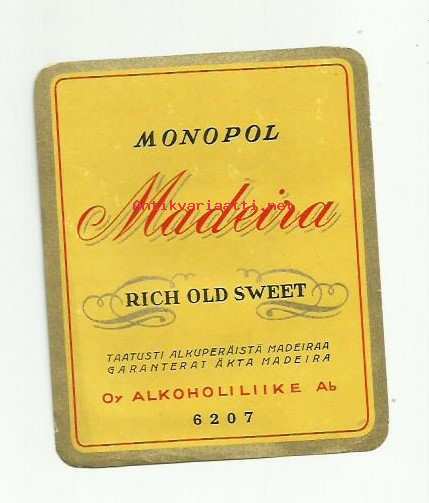 MONOPOL
Madeira
Antikvariaatti.net
RICH OLD SWEET
TAATUSTI ALKUPERÄISTÄ MADEIRAA
GARANTERAT ÄKTA MADEIRA
Oy ALKOHOLILIIKE Ab
6207